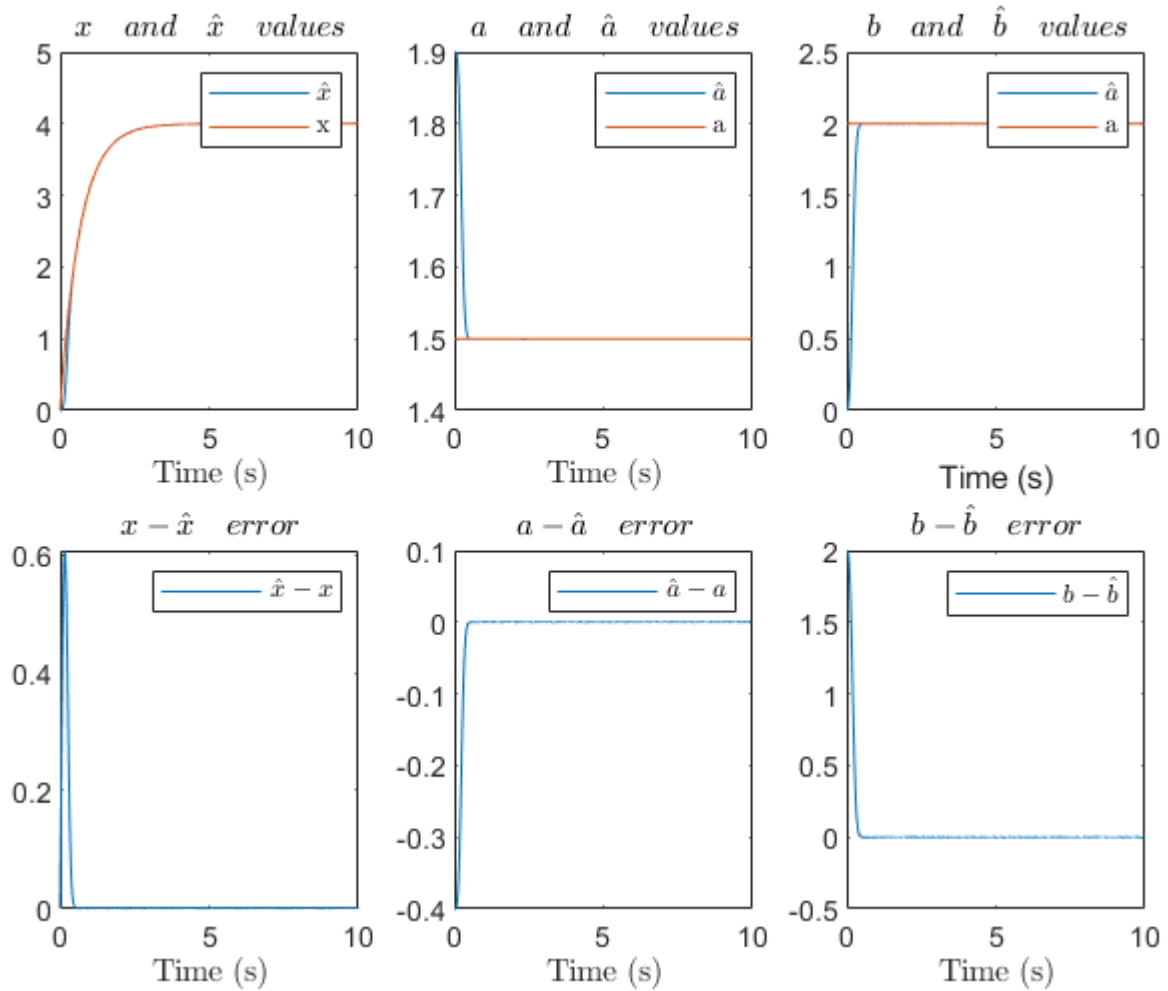 x and x̂ values
5
4
3
2
1
0
x̂
x
0 5 10
Time (s)
a and â values
1.9
1.8
1.7
1.6
1.5
1.4
â
a
0 5 10
Time (s)
b and b̂ values
2.5
2
1.5
1
0.5
0
â
a
0 5 10
Time (s)
x − x̂ error
0.6
0.4
0.2
0
x̂ − x
0 5 10
Time (s)
a − â error
0.1
0
-0.1
-0.2
-0.3
-0.4
â − a
0 5 10
Time (s)
b − b̂ error
2
1.5
1
0.5
0
-0.5
b − b̂
0 5 10
Time (s)